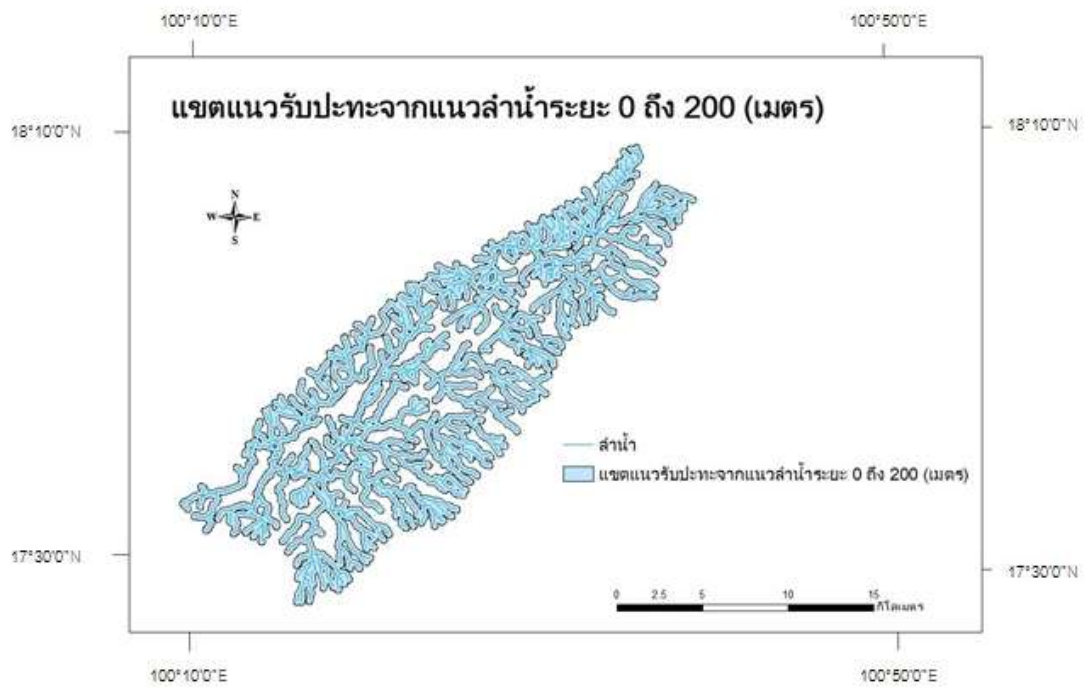 100°10'0"E 100°50'0"E
แขตแนวรับปะทะจากแนวลำน้ำระยะ 0 ถึง 200 (เมตร)
18°10'0"N 18°10'0"N
N
W E
S
ลำน้ำ
แขตแนวรับปะทะจากแนวลำน้ำระยะ 0 ถึง 200 (เมตร)
17°30'0"N 17°30'0"N
0 2.5 5 10 15
กิโลเมตร
100°10'0"E 100°50'0"E